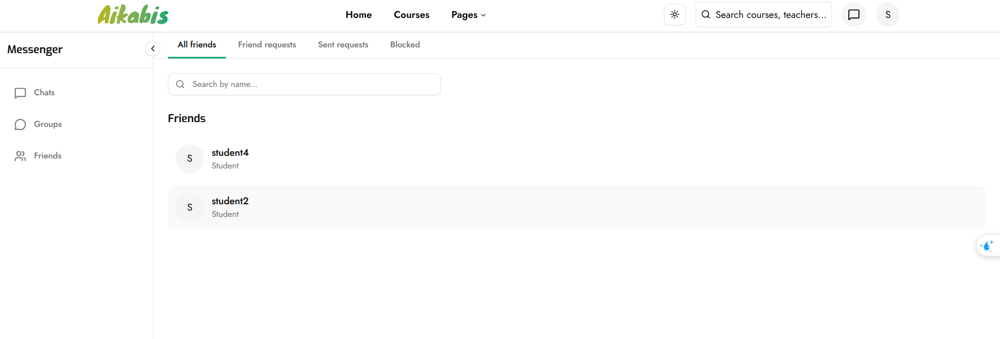 Aikabis
Home
Courses
Pages
Search courses, teachers...
S
Messenger
All friends
Friend requests
Sent requests
Blocked
Chats
Groups
Friends
Search by name...
Friends
S
student4
Student
S
student2
Student